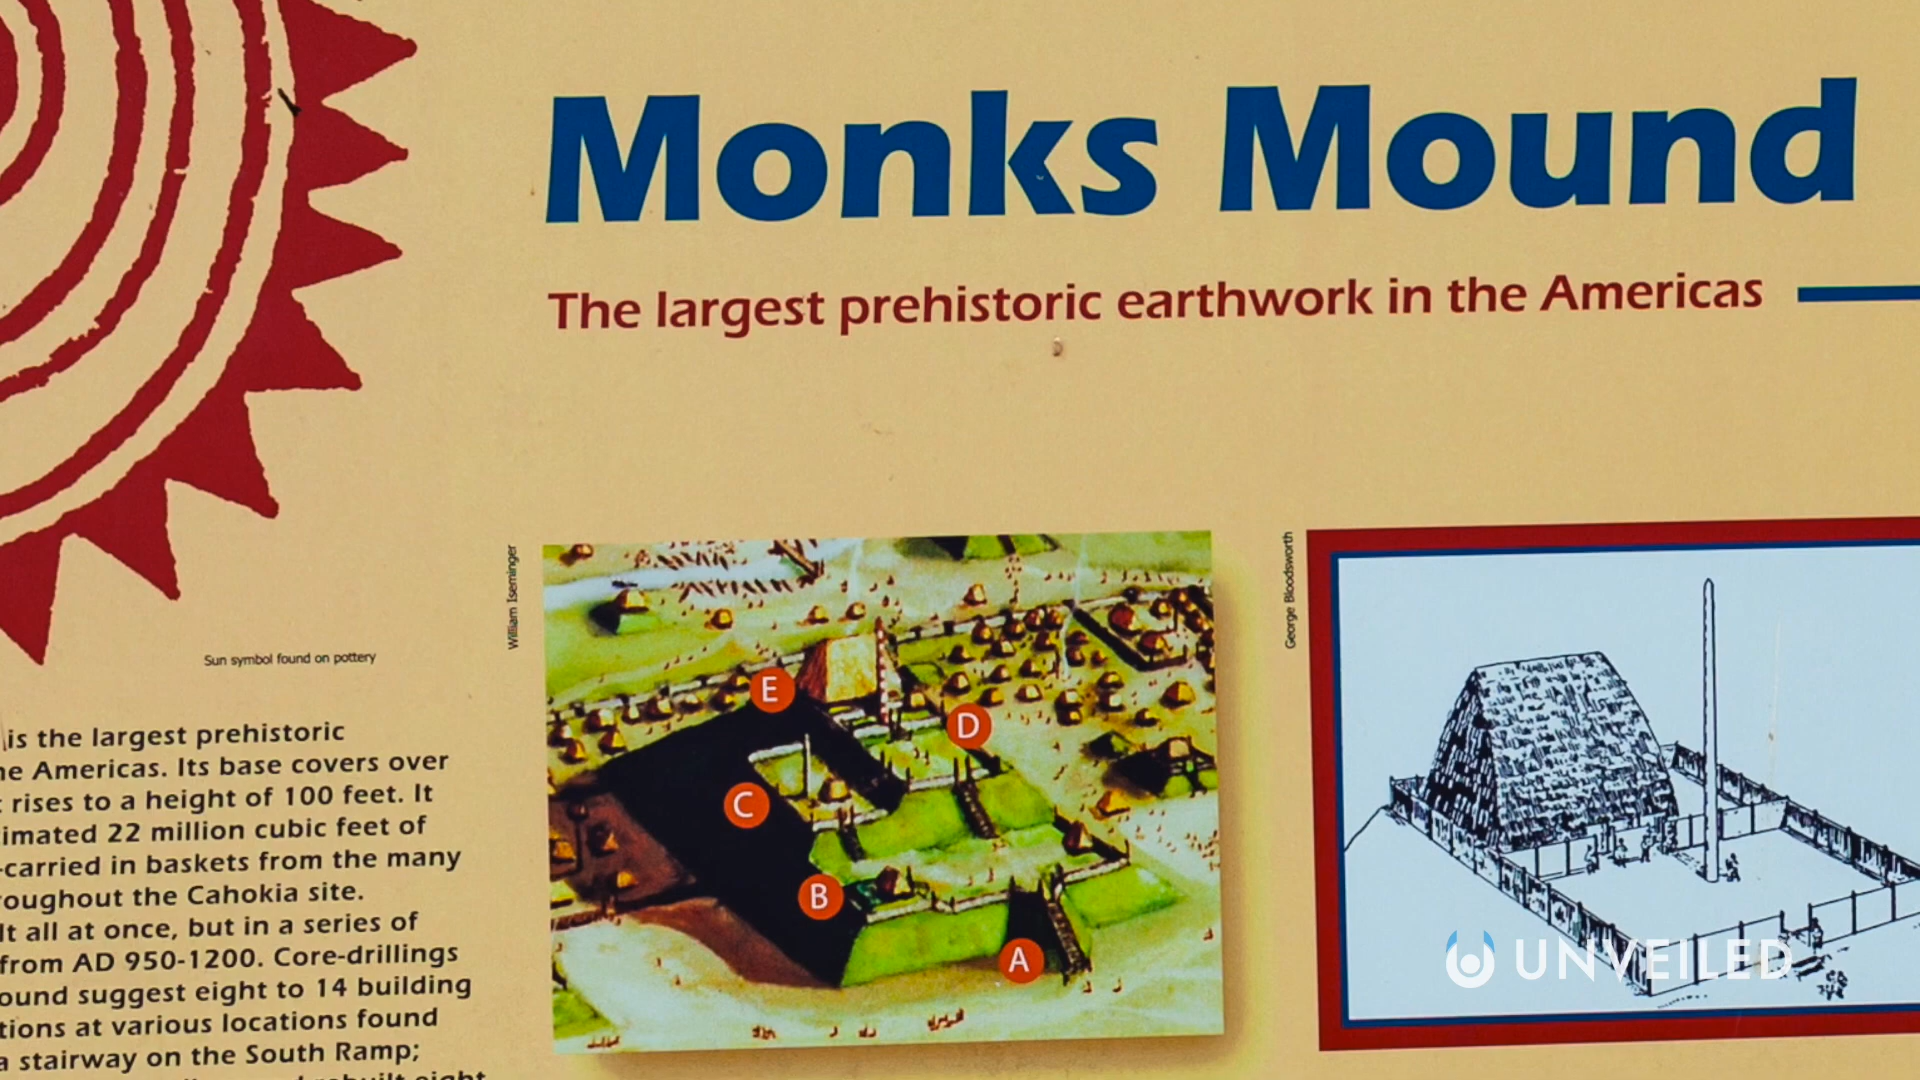 Monks Mound
The largest prehistoric earthwork in the Americas
William Iseminger
George Bloodsworth
E
D
C
B
A
Sun symbol found on pottery
is the largest prehistoric
Americas. Its base covers over
rises to a height of 100 feet. It
22 million cubic feet of
-carried in baskets from the many
the Cahokia site.
all at once, but in a series of
from AD 950-1200. Core-drillings
suggest eight to 14 building
at various locations found
a stairway on the South Ramp;
eight
UNVEILED